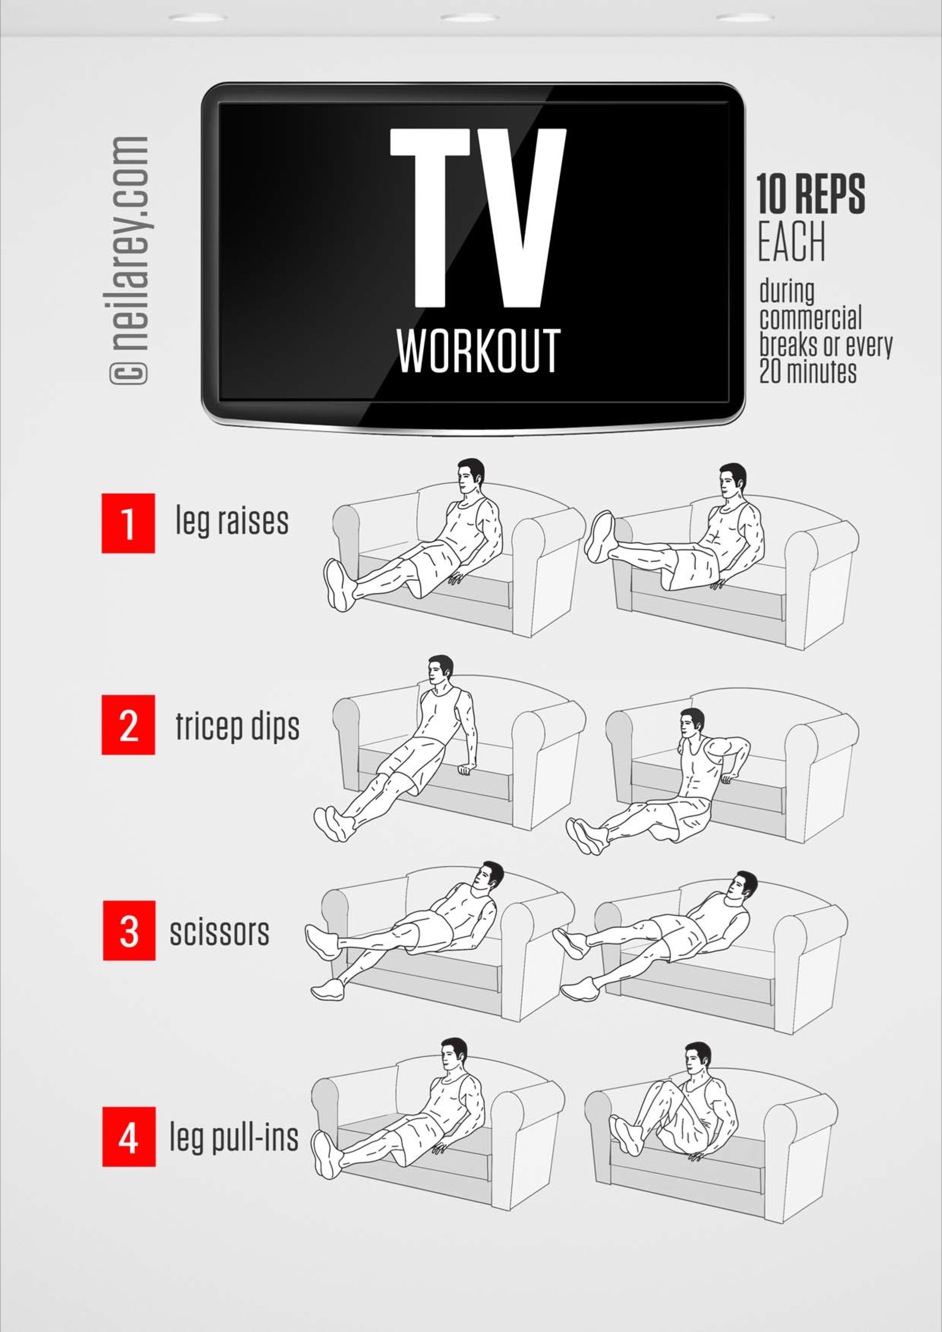 © neilarey.com
TV
WORKOUT
10 REPS
EACH
during
commercial
breaks or every
20 minutes
1 leg raises
2 tricep dips
3 scissors
4 leg pull-ins